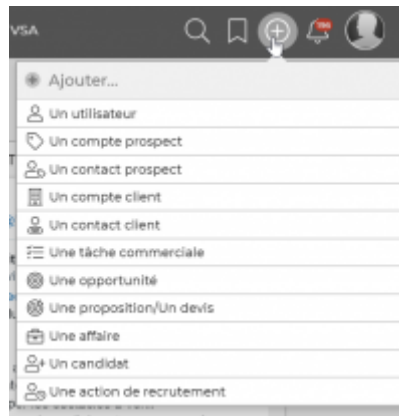 VSA
Ajouter...
Un utilisateur
Un compte prospect
Un contact prospect
Un compte client
Un contact client
Une tâche commerciale
Une opportunité
Une proposition/Un devis
Une affaire
Un candidat
Une action de recrutement